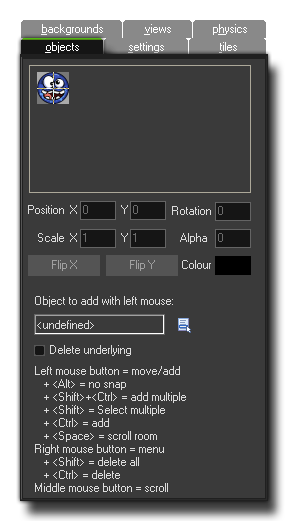 backgrounds views physics
objects settings tiles
Position X 0 Y 0 Rotation 0
Scale X 1 Y 1 Alpha 0
Flip X Flip Y Colour
Object to add with left mouse:
<undefined>
Delete underlying
Left mouse button = move/add
+ <Alt> = no snap
+ <Shift>+<Ctrl> = add multiple
+ <Shift> = Select multiple
+ <Ctrl> = add
+ <Space> = scroll room
Right mouse button = menu
+ <Shift> = delete all
+ <Ctrl> = delete
Middle mouse button = scroll